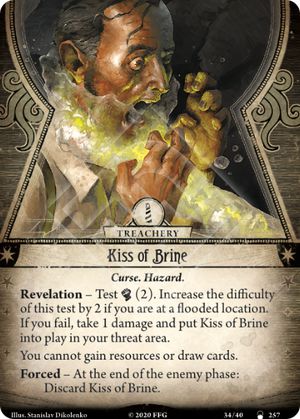 TREACHERY
Kiss of Brine
Curse. Hazard.
Revelation – Test (2). Increase the difficulty
of this test by 2 if you are at a flooded location.
If you fail, take 1 damage and put Kiss of Brine
into play in your threat area.
You cannot gain resources or draw cards.
Forced – At the end of the enemy phase:
Discard Kiss of Brine.
Illus. Stanislav Dikolenko
© 2020 FFG
34/40
257